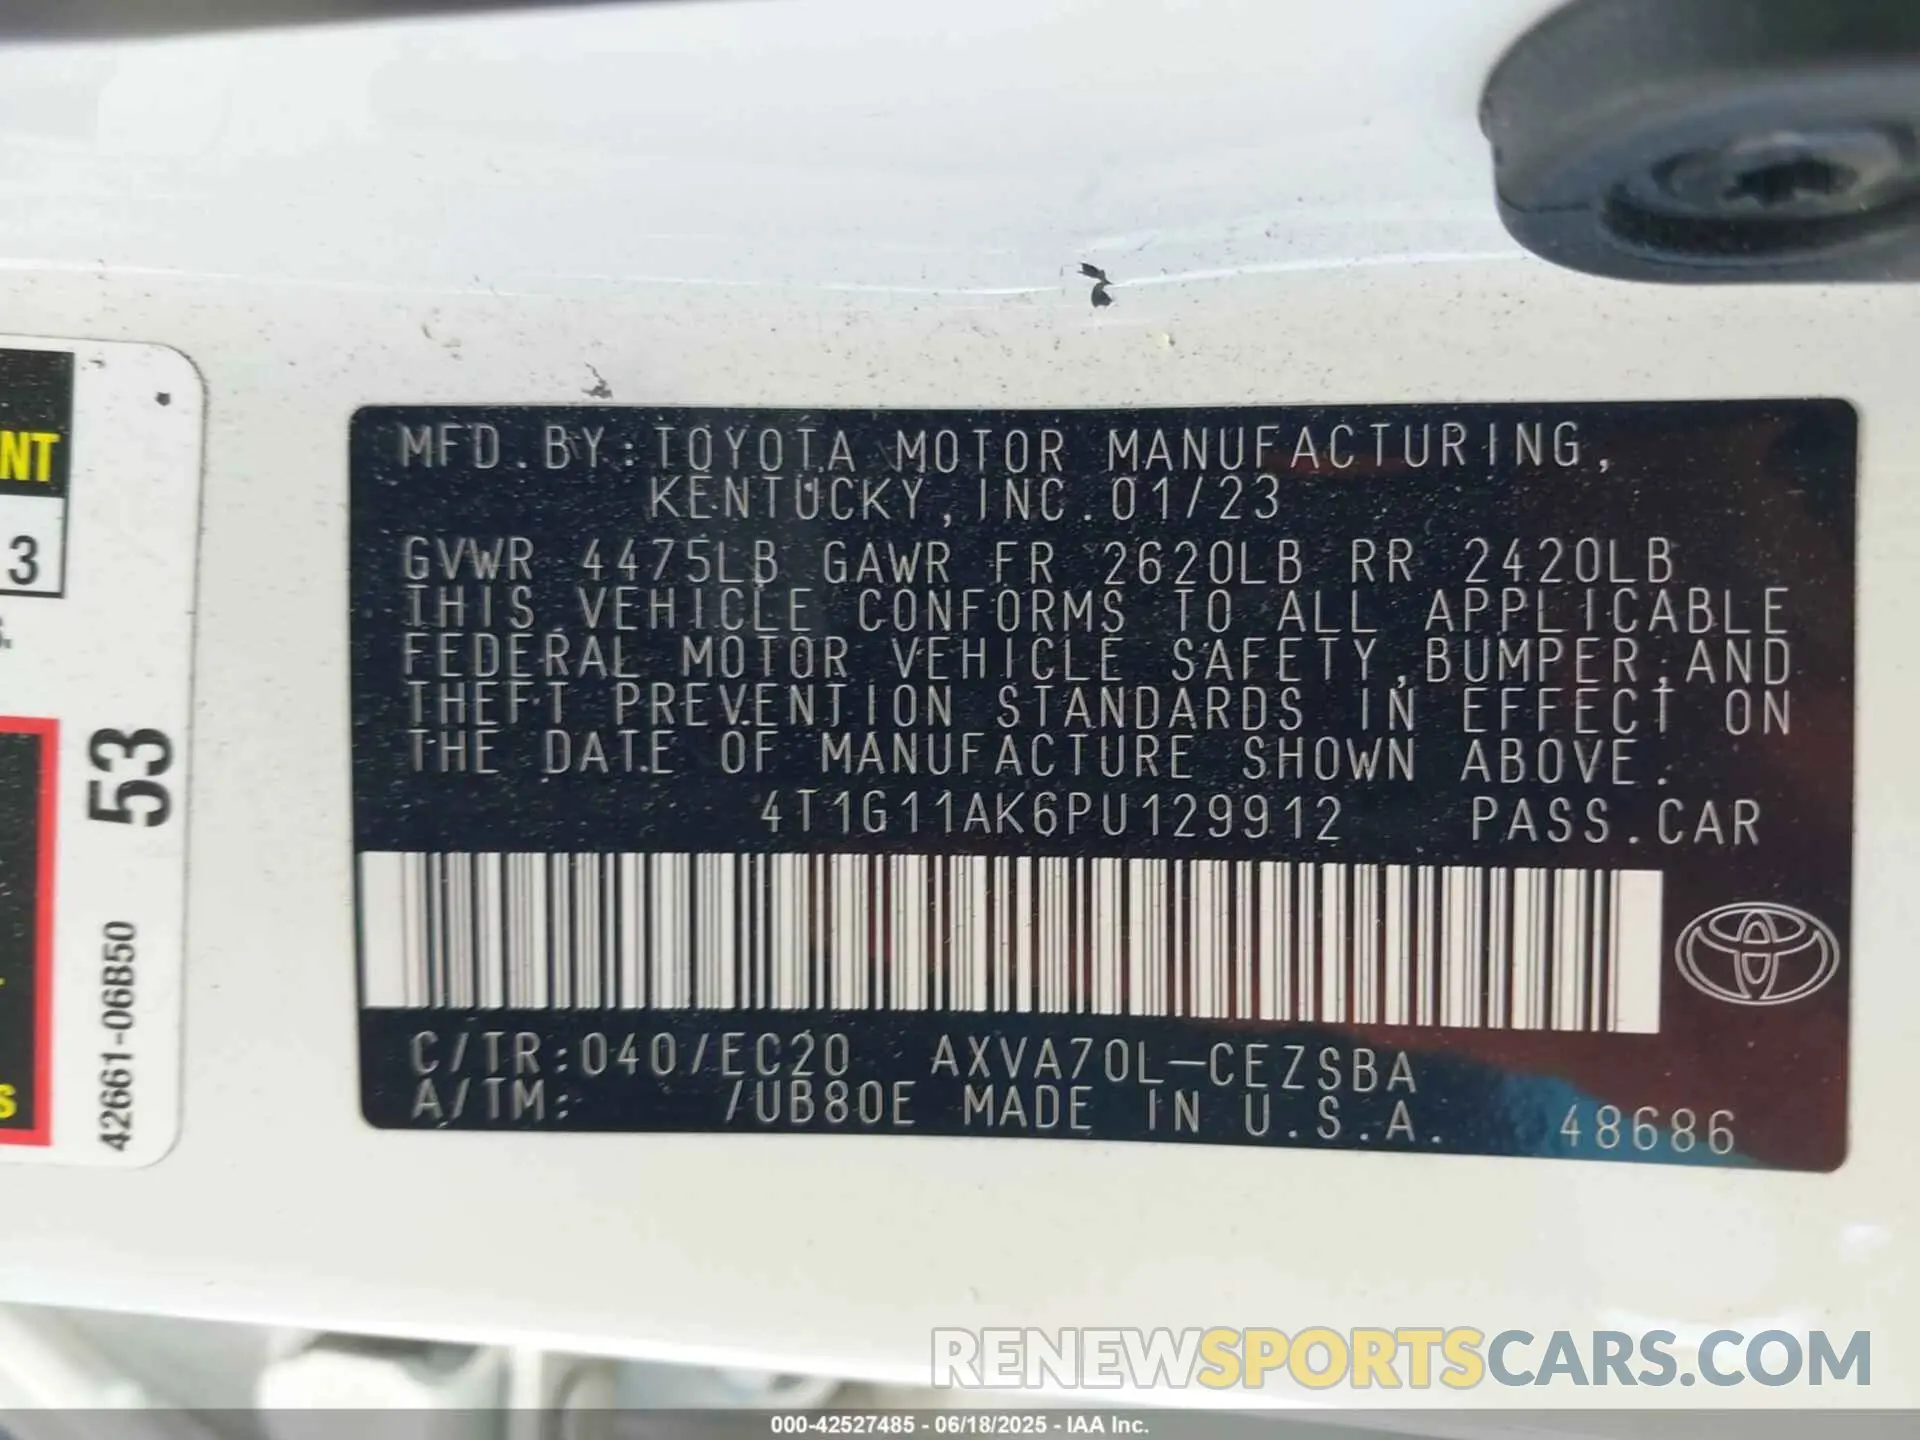 NT
3
S.
53
42661-06B50
S
MFD.BY:TOYOTA MOTOR MANUFACTURING,
KENTUCKY,INC.01/23
GVWR 4475LB GAWR FR 2620LB RR 2420LB
THIS VEHICLE CONFORMS TO ALL APPLICABLE
FEDERAL MOTOR VEHICLE SAFETY,BUMPER,AND
THEFT PREVENTION STANDARDS IN EFFECT ON
THE DATE OF MANUFACTURE SHOWN ABOVE.
4T1G11AK6PU129912 PASS.CAR
C/TR:040/EC20 AXVA70L-CEZSBA
A/TM: /UB80E MADE IN U.S.A. 48686
RENEWSPORTSCARS.COM
000-42527485 - 06/18/2025 - IAA Inc.